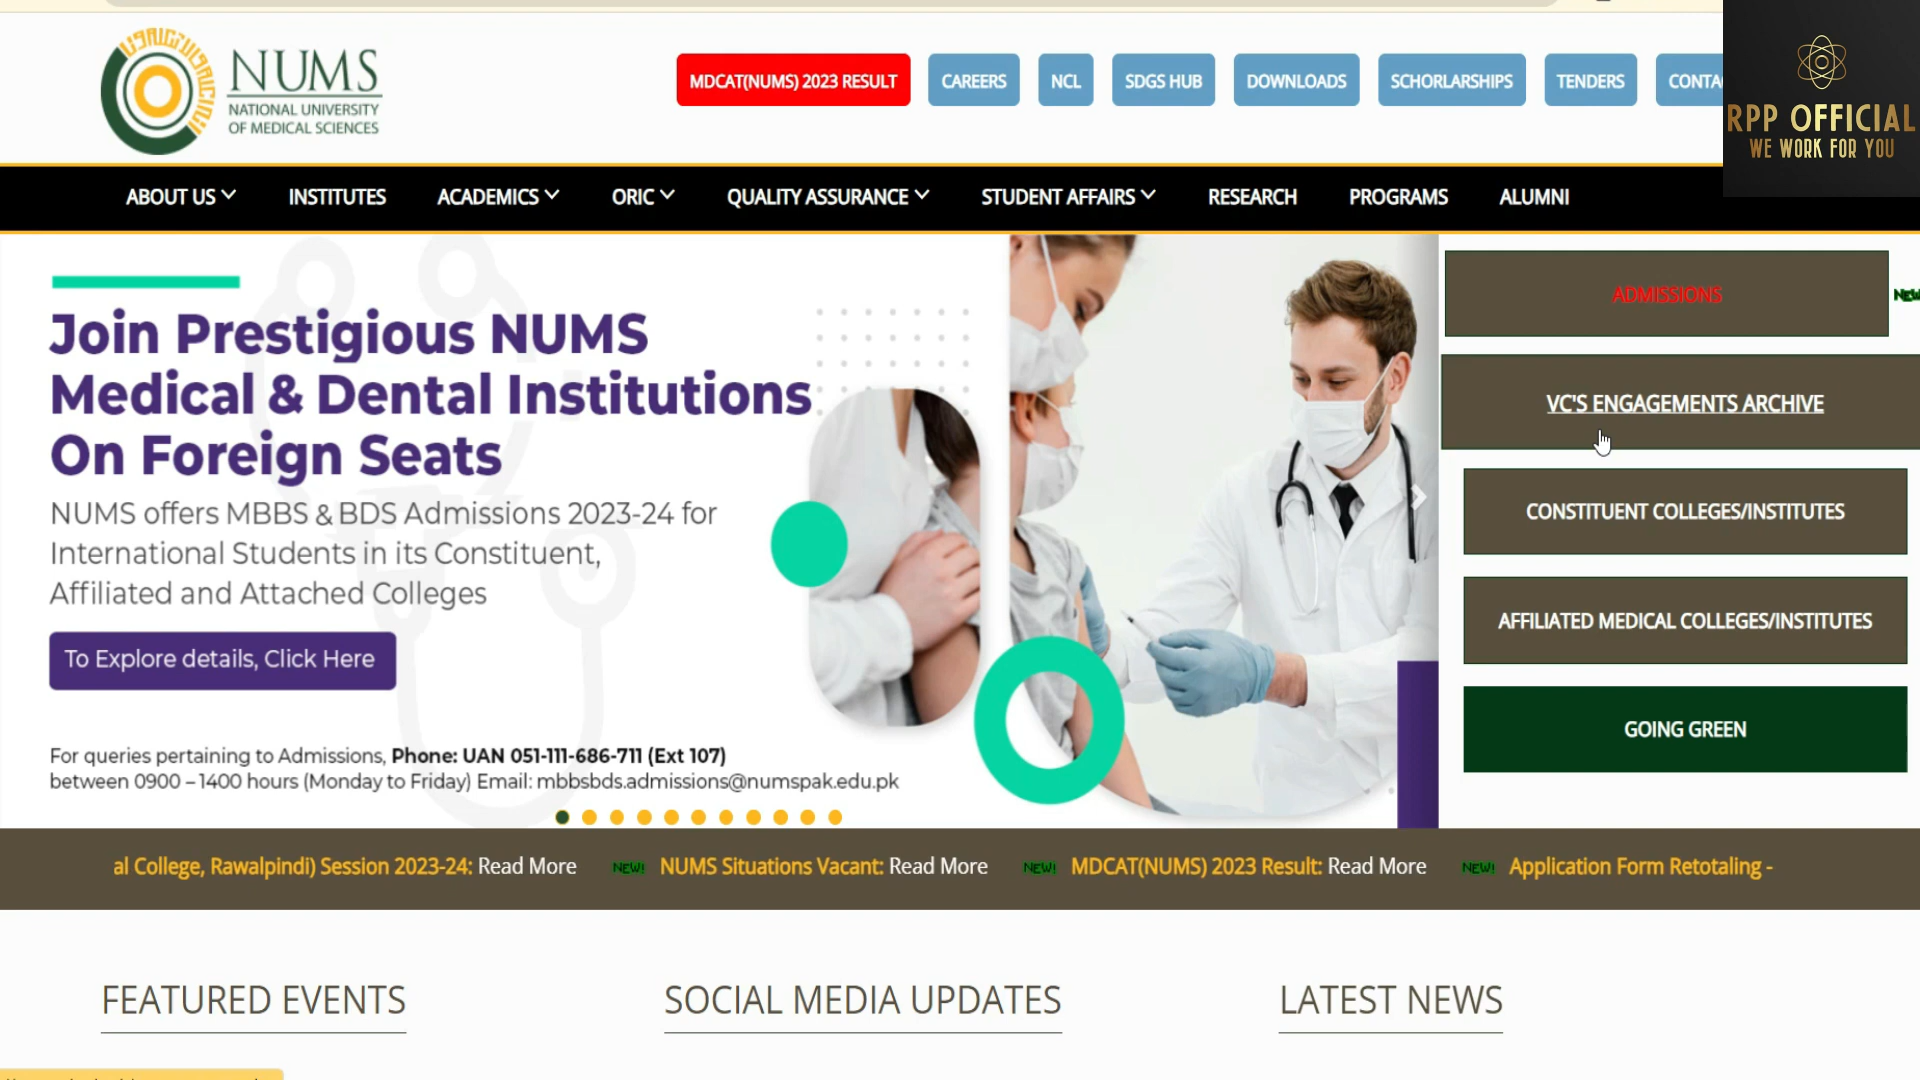 NUMS
NATIONAL UNIVERSITY
OF MEDICAL SCIENCES
MDCAT(NUMS) 2023 RESULT
CAREERS
NCL
SDGS HUB
DOWNLOADS
SCHORLARSHIPS
TENDERS
RPP OFFICIAL
WE WORK FOR YOU
ABOUT US
INSTITUTES
ACADEMICS
ORIC
QUALITY ASSURANCE
STUDENT AFFAIRS
RESEARCH
PROGRAMS
ALUMNI
Join Prestigious NUMS
Medical & Dental Institutions
On Foreign Seats
NUMS offers MBBS & BDS Admissions 2023-24 for
International Students in its Constituent,
Affiliated and Attached Colleges
To Explore details, Click Here
For queries pertaining to Admissions, Phone: UAN 051-111-686-711 (Ext 107)
between 0900 – 1400 hours (Monday to Friday) Email: mbbsbds.admissions@numspak.edu.pk
ADMISSIONS
NEW
VC'S ENGAGEMENTS ARCHIVE
CONSTITUENT COLLEGES/INSTITUTES
AFFILIATED MEDICAL COLLEGES/INSTITUTES
GOING GREEN
al College, Rawalpindi) Session 2023-24: Read More NEW! NUMS Situations Vacant: Read More NEW! MDCAT(NUMS) 2023 Result: Read More NEW! Application Form Retotaling -
FEATURED EVENTS
SOCIAL MEDIA UPDATES
LATEST NEWS